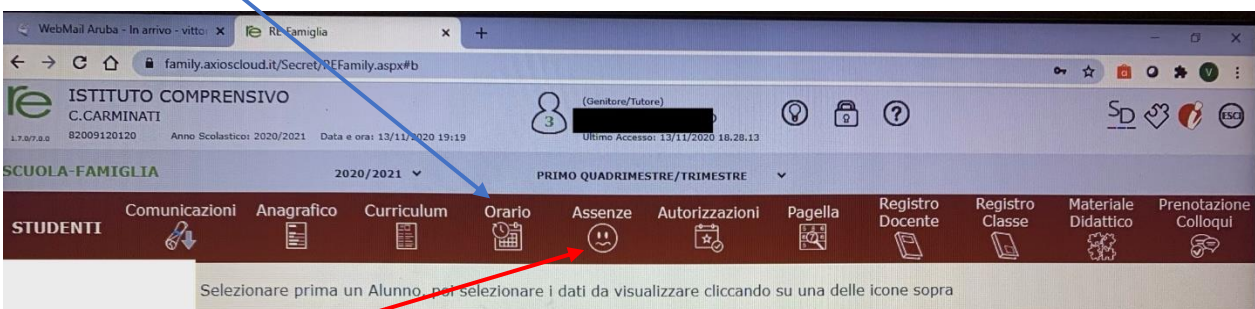 WebMail Aruba - In arrivo - vitto
RE Famiglia
family.axioscloud.it/Secret/REFamily.aspx#b
V
re
ISTITUTO COMPRENSIVO
C.CARMINATI
1.7.0/7.0.0 82009120120 Anno Scolastico: 2020/2021 Data e ora: 13/11/2020 19:19
3
(Genitore/Tutore)
Ultimo Accesso: 13/11/2020 18.28.13
?
SD
ESCI
SCUOLA-FAMIGLIA 2020/2021 PRIMO QUADRIMESTRE/TRIMESTRE
STUDENTI
Comunicazioni
Anagrafico
Curriculum
Orario
Assenze
Autorizzazioni
Pagella
Registro
Docente
Registro
Classe
Materiale
Didattico
Prenotazione
Colloqui
Selezionare prima un Alunno, poi selezionare i dati da visualizzare cliccando su una delle icone sopra